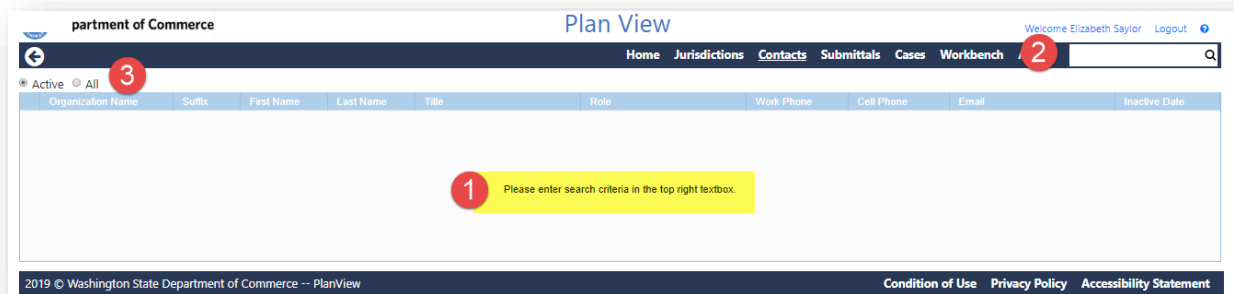 partment of Commerce
Plan View
Welcome Elizabeth Saylor Logout ?
Home Jurisdictions Contacts Submittals Cases Workbench
2
Active All
3
Organization Name Suffix First Name Last Name Title Role Work Phone Cell Phone Email Inactive Date
1
Please enter search criteria in the top right textbox.
2019 © Washington State Department of Commerce -- PlanView
Condition of Use Privacy Policy Accessibility Statement